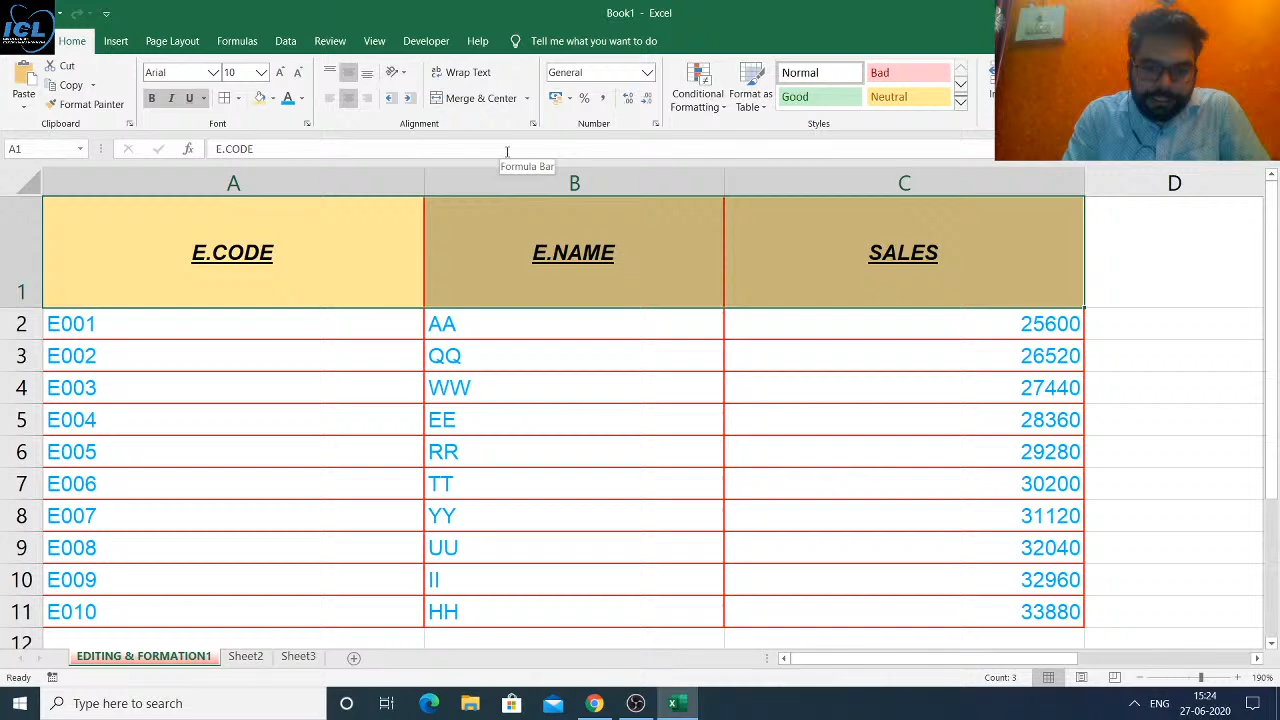 ICL
Book1 - Excel
Home Insert Page Layout Formulas Data Review View Developer Help Tell me what you want to do
Paste Cut Copy Format Painter Clipboard
Arial 10 B I U Font
Wrap Text Merge & Center Alignment
General % , Number
Conditional Formatting Format as Table Normal Bad Good Neutral Styles
A1 fx E.CODE
Formula Bar
A B C D
1 E.CODE E.NAME SALES
2 E001 AA 25600
3 E002 QQ 26520
4 E003 WW 27440
5 E004 EE 28360
6 E005 RR 29280
7 E006 TT 30200
8 E007 YY 31120
9 E008 UU 32040
10 E009 II 32960
11 E010 HH 33880
12
EDITING & FORMATION1 Sheet2 Sheet3
Ready Count: 3 190%
Type here to search ENG 15:24
27-06-2020